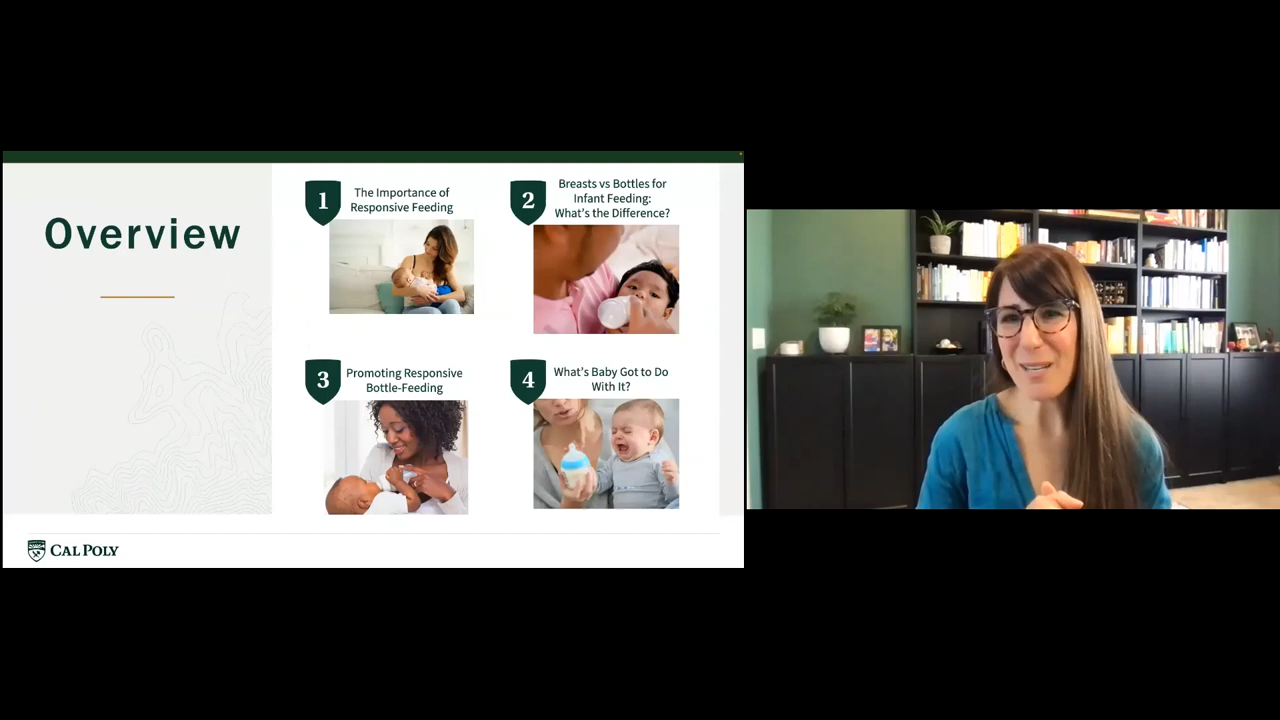 Overview
1
The Importance of
Responsive Feeding
2
Breasts vs Bottles for
Infant Feeding:
What's the Difference?
3
Promoting Responsive
Bottle-Feeding
4
What's Baby Got to Do
With It?
CAL POLY